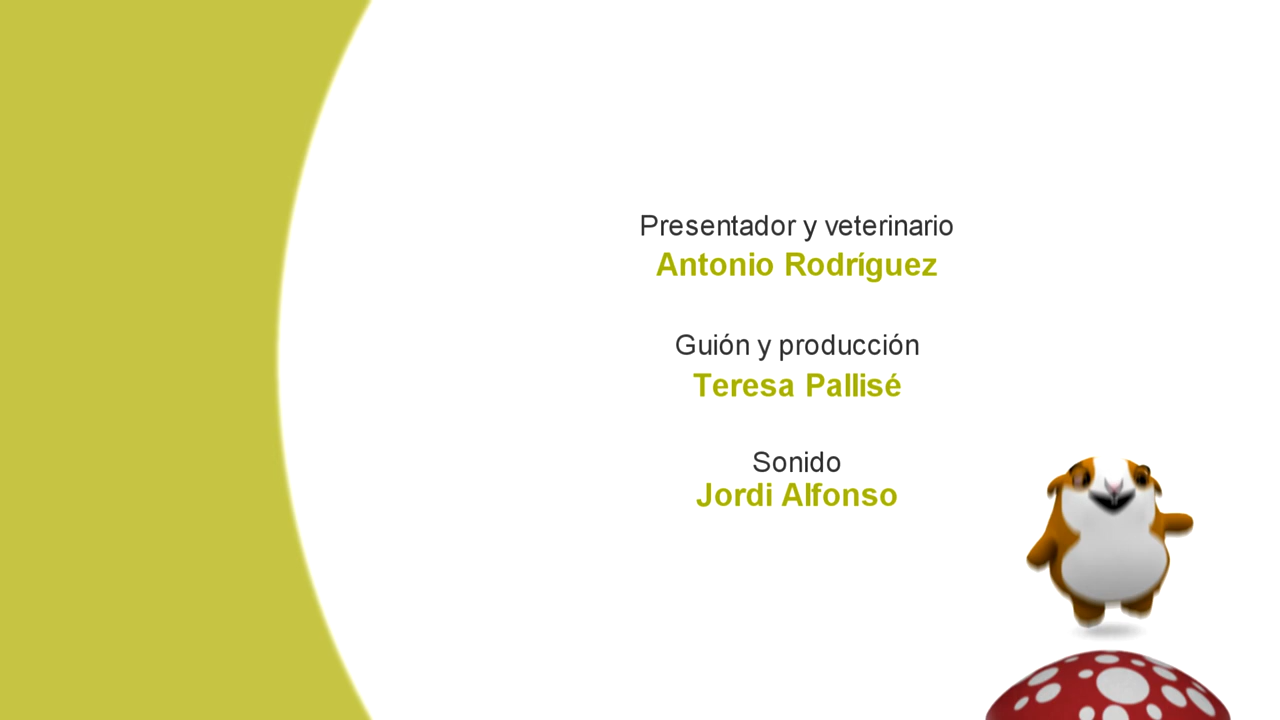 Presentador y veterinario
Antonio Rodríguez
Guión y producción
Teresa Pallisé
Sonido
Jordi Alfonso